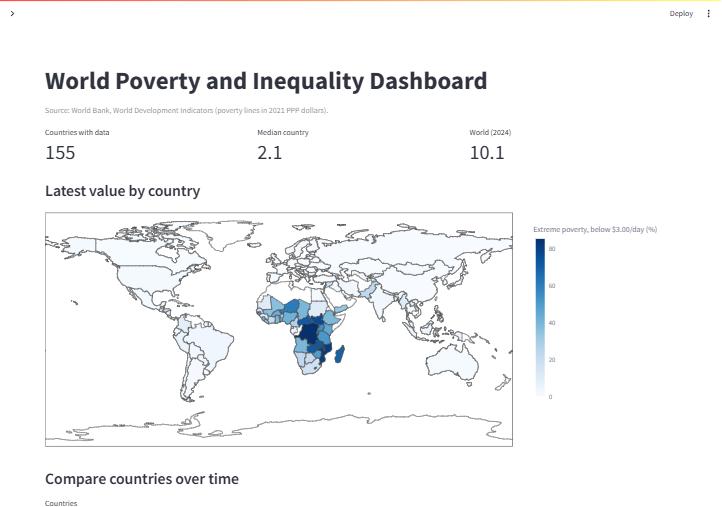 Deploy
World Poverty and Inequality Dashboard
Source: World Bank, World Development Indicators (poverty lines in 2021 PPP dollars).
Countries with data
155
Median country
2.1
World (2024)
10.1
Latest value by country
Extreme poverty, below $3.00/day (%)
80
60
40
20
0
Compare countries over time
Countries